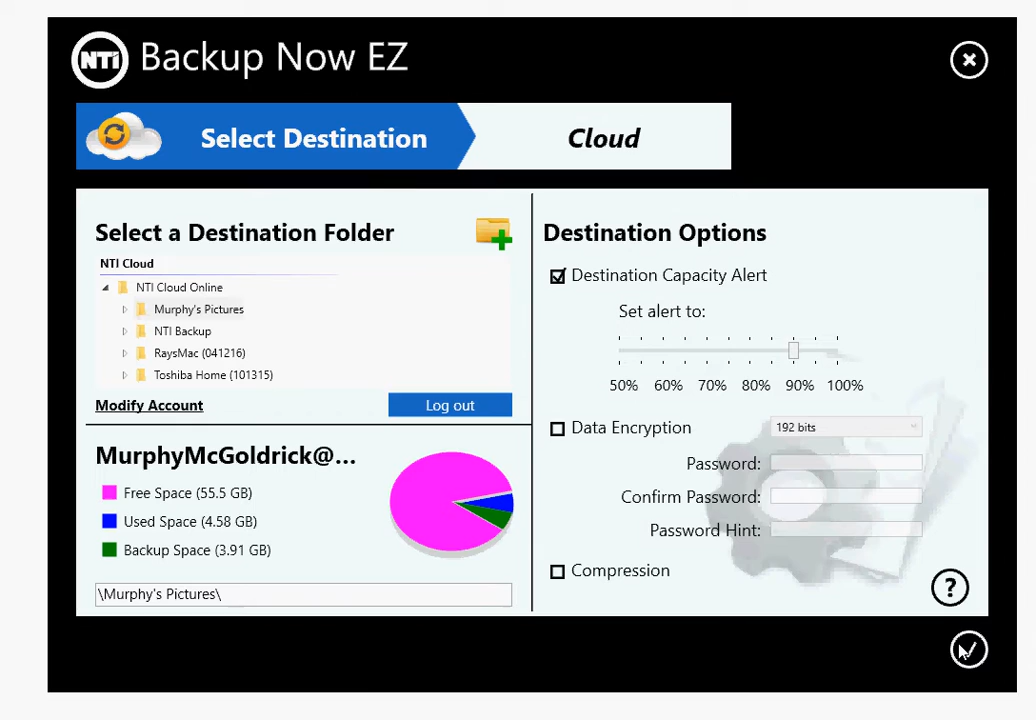 NTI Backup Now EZ
Select Destination
Cloud
Select a Destination Folder
NTI Cloud
NTI Cloud Online
Murphy's Pictures
NTI Backup
RaysMac (041216)
Toshiba Home (101315)
Modify Account
Log out
MurphyMcGoldrick@...
Free Space (55.5 GB)
Used Space (4.58 GB)
Backup Space (3.91 GB)
\Murphy's Pictures\
Destination Options
Destination Capacity Alert
Set alert to:
50% 60% 70% 80% 90% 100%
Data Encryption
192 bits
Password:
Confirm Password:
Password Hint:
Compression
?